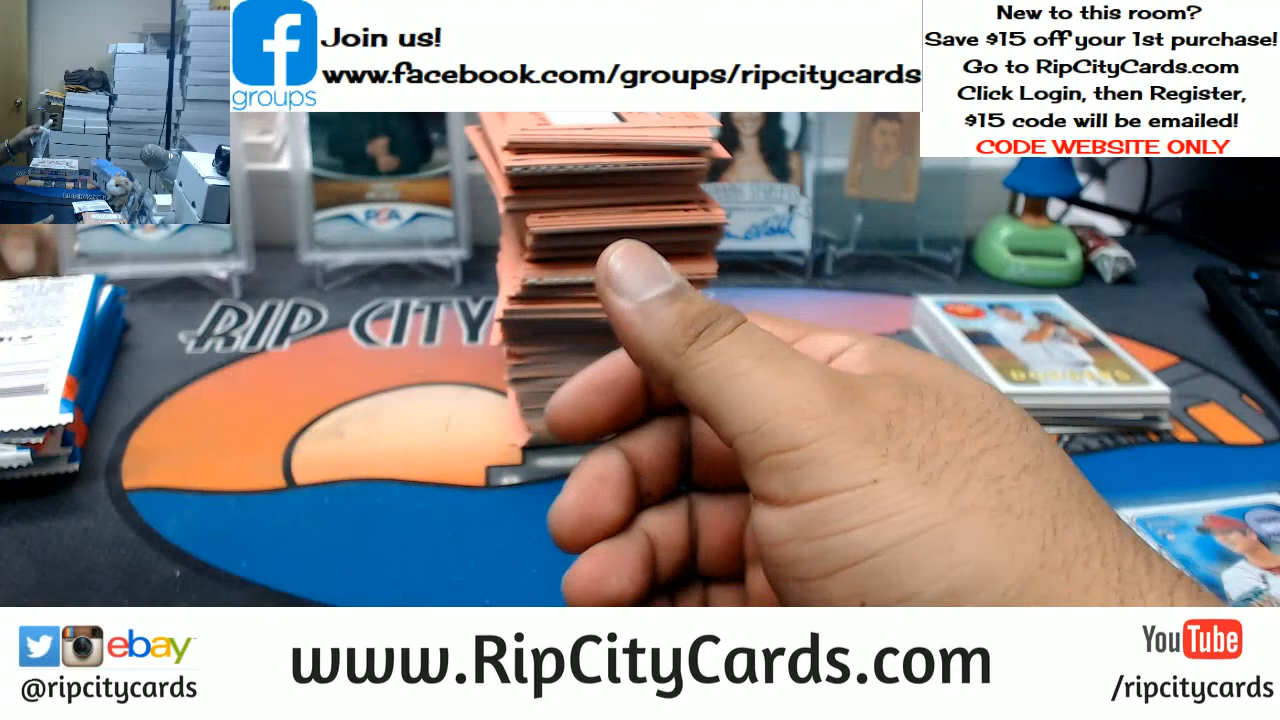 Join us!
www.facebook.com/groups/ripcitycards
groups
New to this room?
Save $15 off your 1st purchase!
Go to RipCityCards.com
Click Login, then Register,
$15 code will be emailed!
CODE WEBSITE ONLY
PSA
RIP CITY
DODGERS
ebay
@ripcitycards
www.RipCityCards.com
YouTube
/ripcitycards